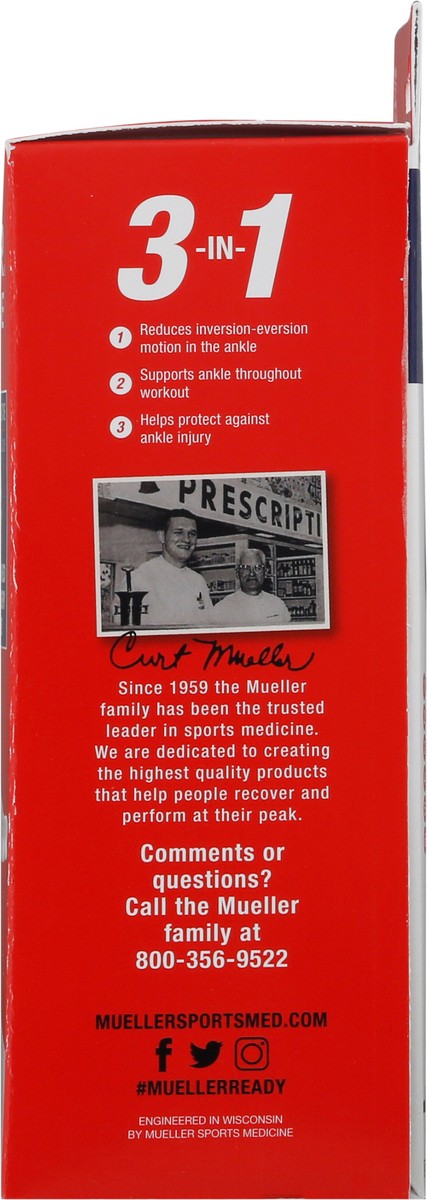 3-IN-1
1 Reduces inversion-eversion
motion in the ankle
2 Supports ankle throughout
workout
3 Helps protect against
ankle injury
PRESCRIPTI
Curt Mueller
Since 1959 the Mueller
family has been the trusted
leader in sports medicine.
We are dedicated to creating
the highest quality products
that help people recover and
perform at their peak.
Comments or
questions?
Call the Mueller
family at
800-356-9522
MUELLERSPORTSMED.COM
#MUELLERREADY
ENGINEERED IN WISCONSIN
BY MUELLER SPORTS MEDICINE